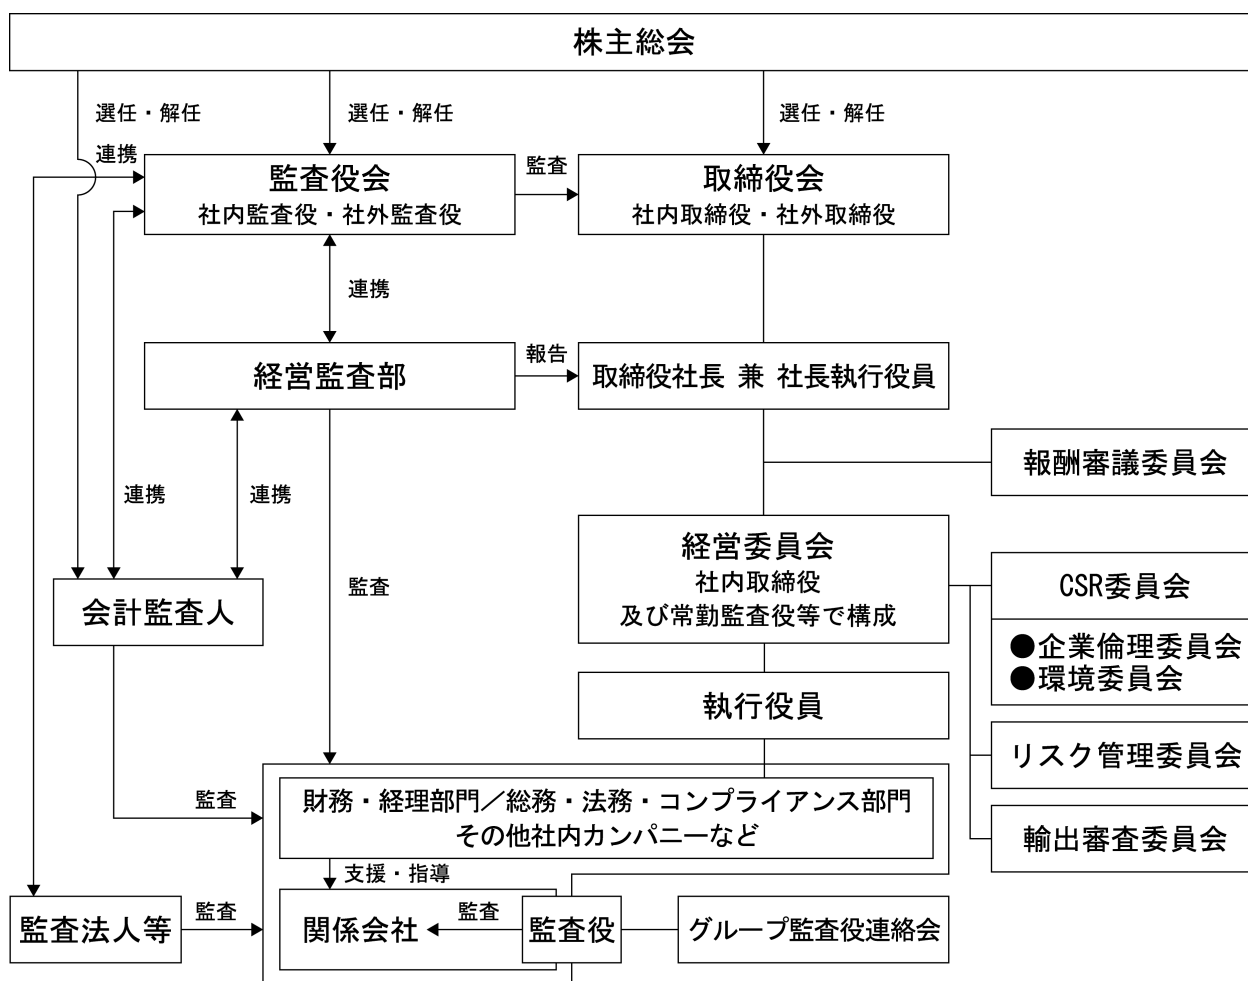 株主総会
選任・解任
選任・解任
選任・解任
連携
監査役会
社内監査役・社外監査役
監査
取締役会
社内取締役・社外取締役
連携
経営監査部
報告
取締役社長 兼 社長執行役員
報酬審議委員会
連携
連携
経営委員会
社内取締役
及び常勤監査役等で構成
CSR委員会
●企業倫理委員会
●環境委員会
会計監査人
監査
執行役員
リスク管理委員会
監査
財務・経理部門／総務・法務・コンプライアンス部門
その他社内カンパニーなど
輸出審査委員会
支援・指導
監査法人等
監査
関係会社
監査
監査役
グループ監査役連絡会